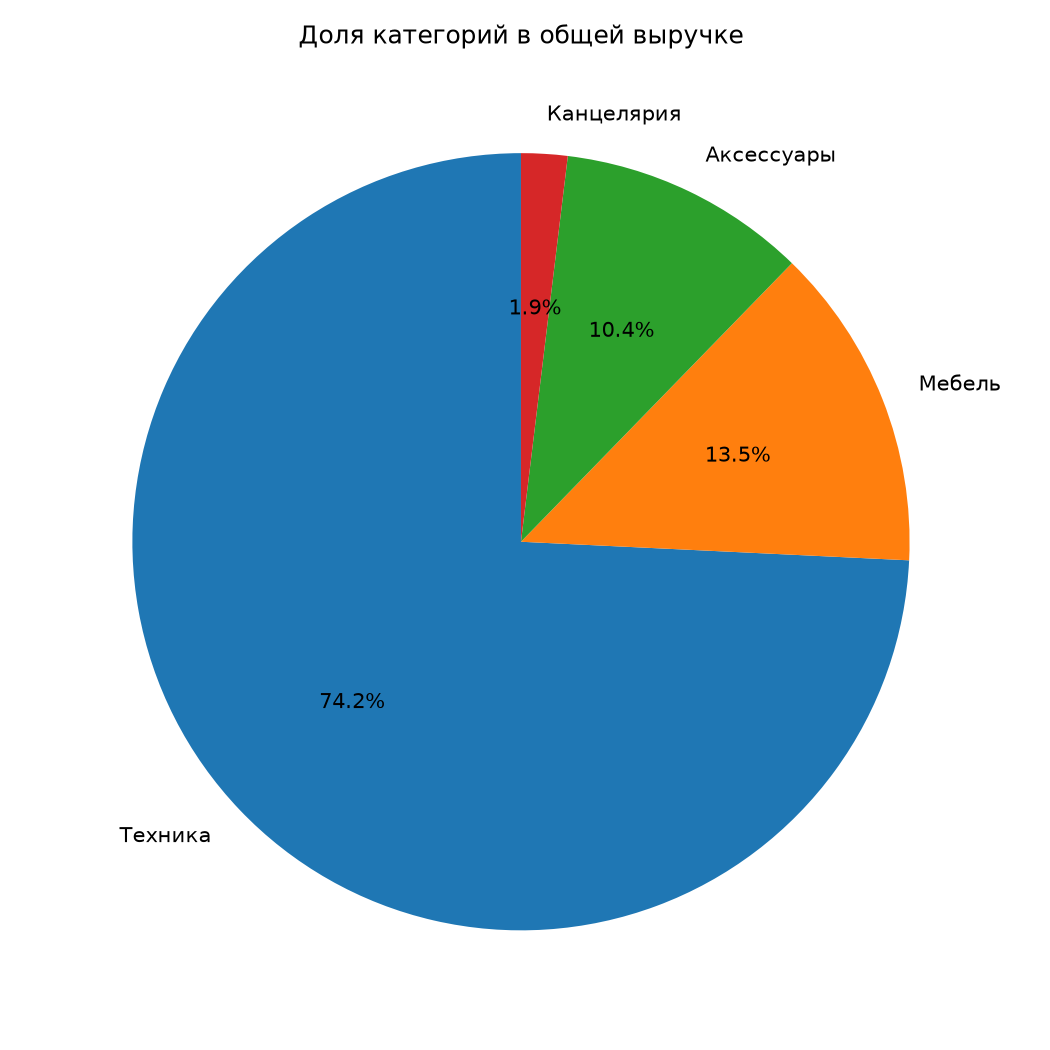 Доля категорий в общей выручке
Канцелярия
Аксессуары
1.9%
10.4%
Мебель
13.5%
74.2%
Техника